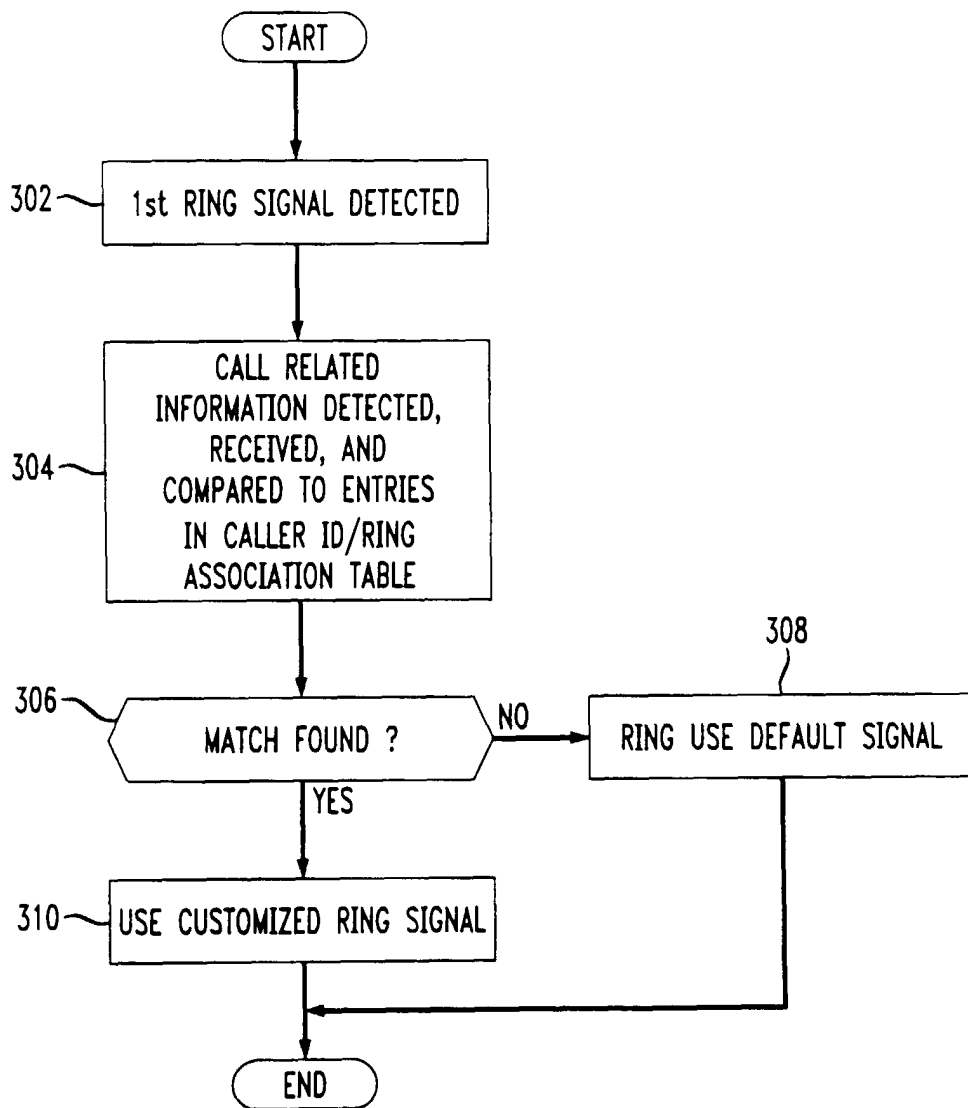 START
302
1st RING SIGNAL DETECTED
304
CALL RELATED
INFORMATION DETECTED,
RECEIVED, AND
COMPARED TO ENTRIES
IN CALLER ID/RING
ASSOCIATION TABLE
306
MATCH FOUND ?
NO
308
RING USE DEFAULT SIGNAL
YES
310
USE CUSTOMIZED RING SIGNAL
END